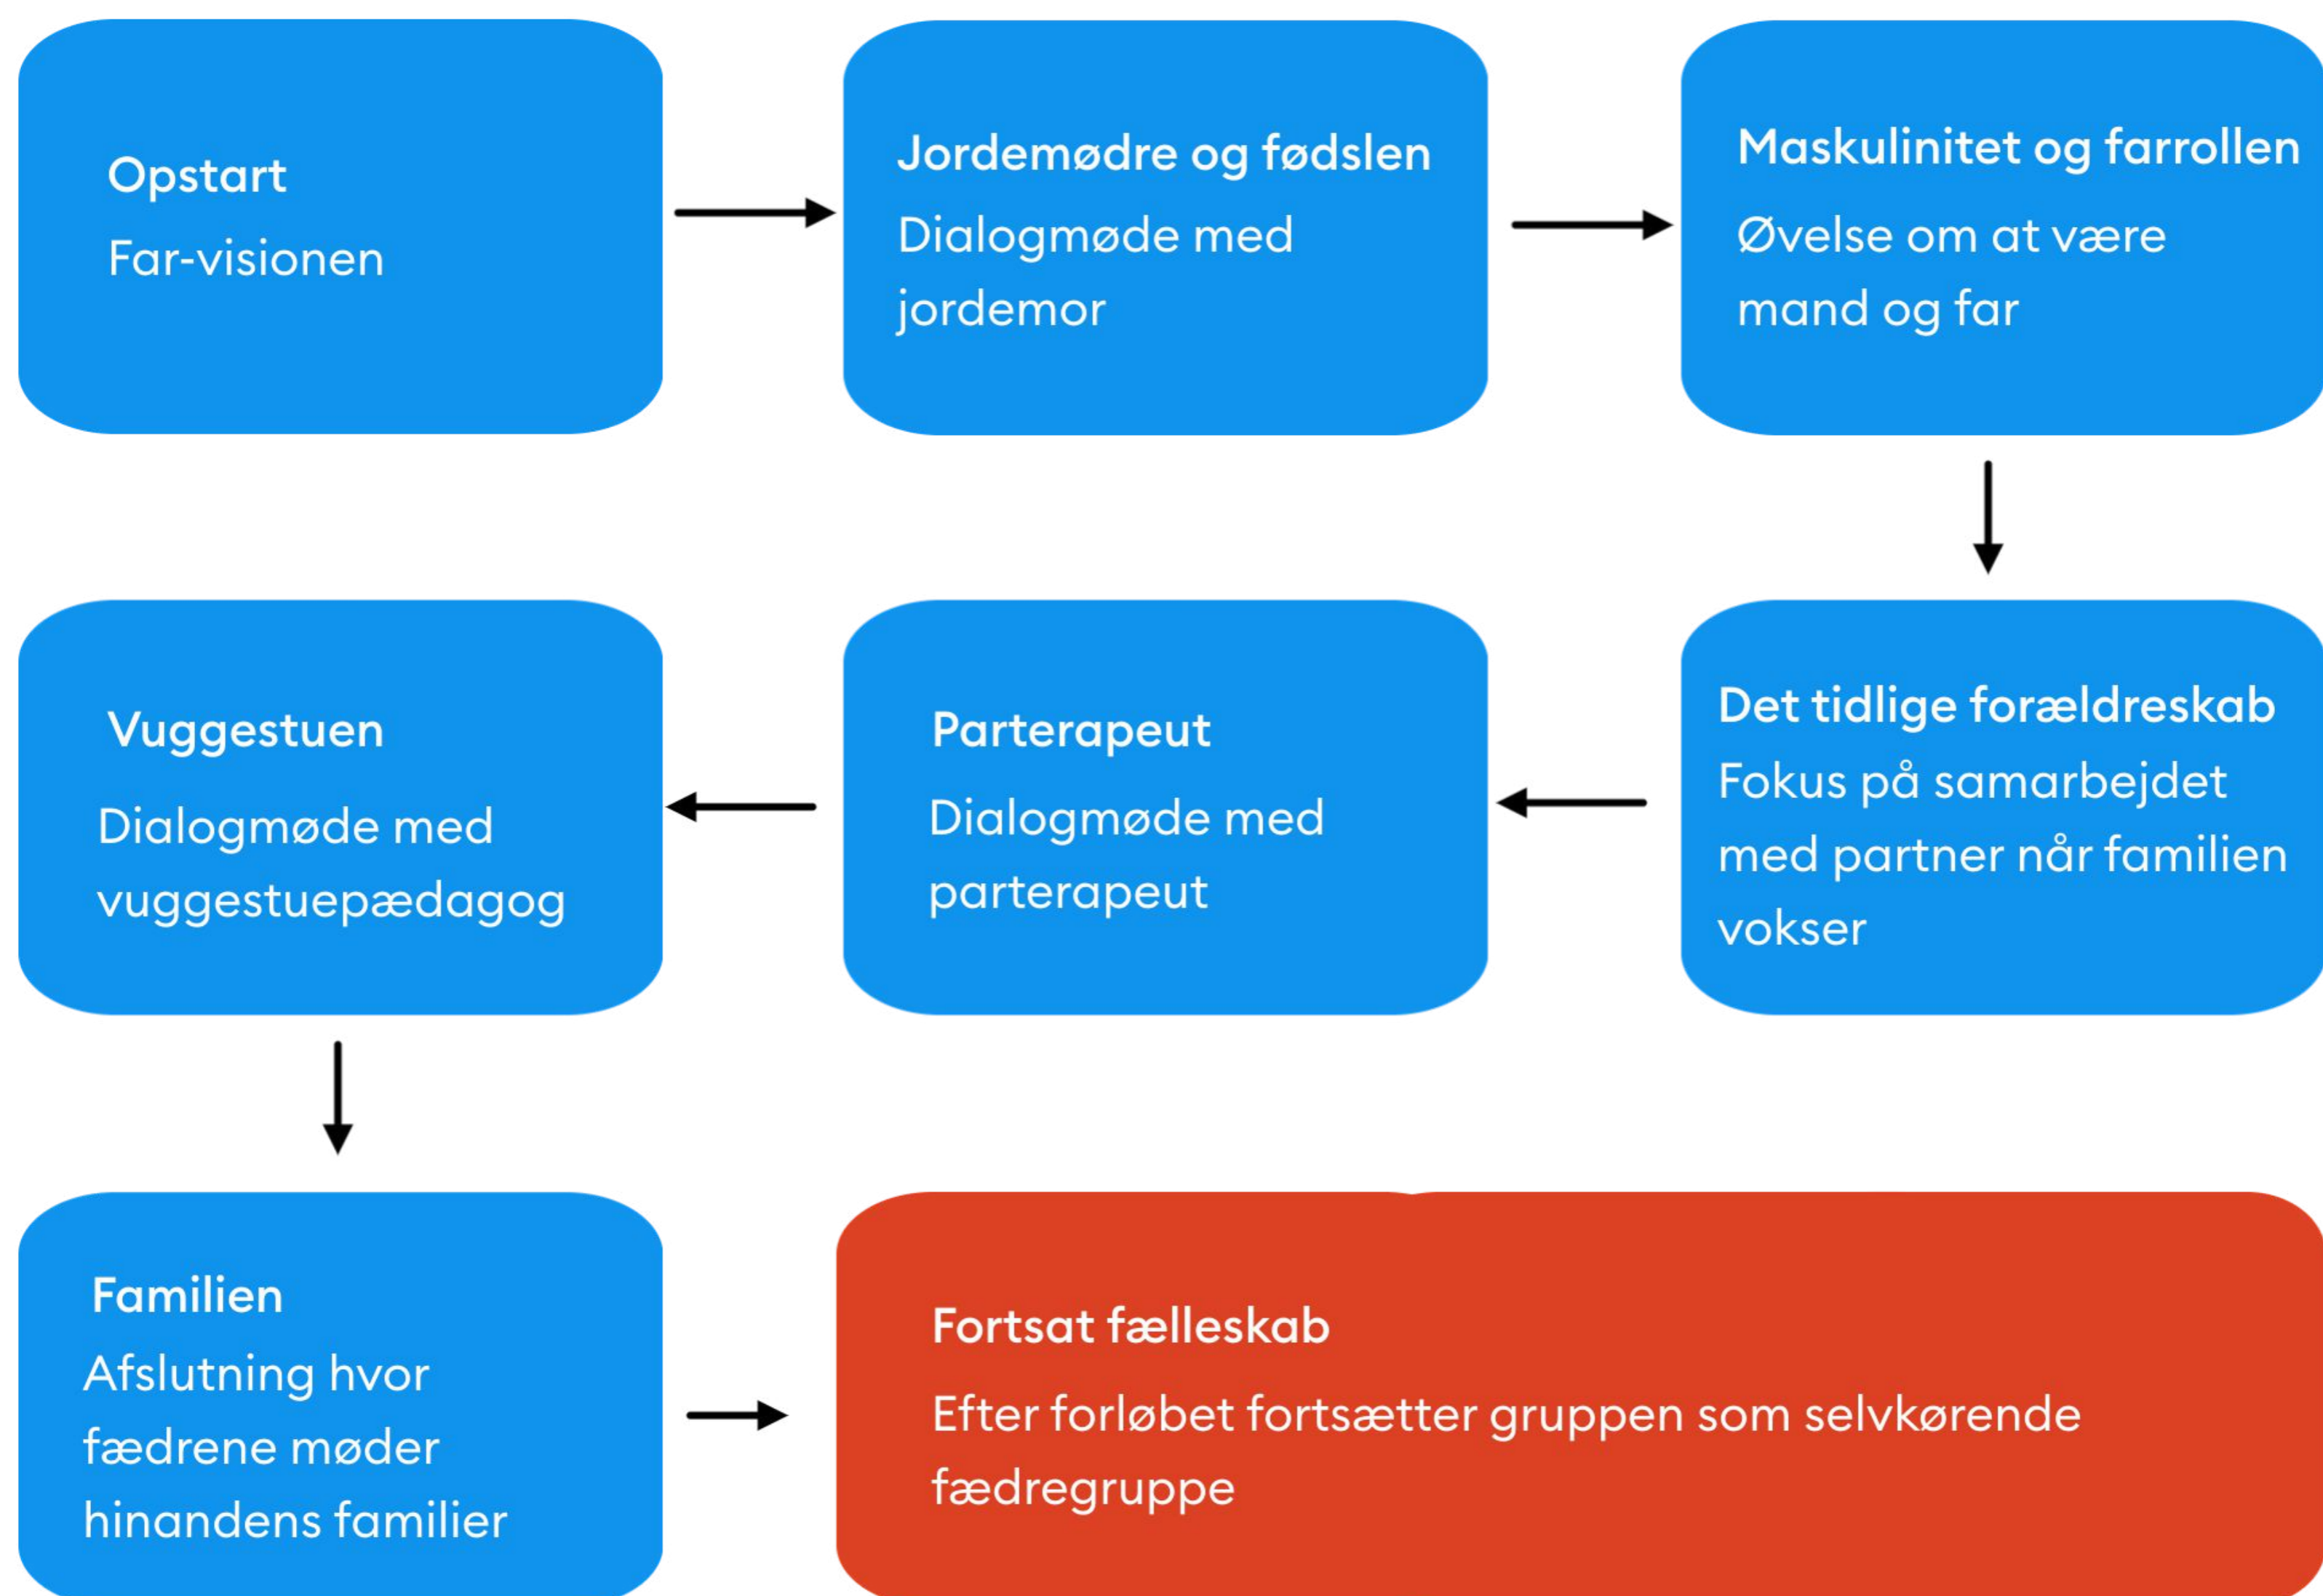 Opstart
Far-visionen
Jordemødre og fødslen
Dialogmøde med
jordemor
Maskulinitet og farrollen
Øvelse om at være
mand og far
Det tidlige forældreskab
Fokus på samarbejdet
med partner når familien
vokser
Parterapeut
Dialogmøde med
parterapeut
Vuggestuen
Dialogmøde med
vuggestuepædagog
Familien
Afslutning hvor
fædrene møder
hinandens familier
Fortsat fælleskab
Efter forløbet fortsætter gruppen som selvkørende
fædregruppe